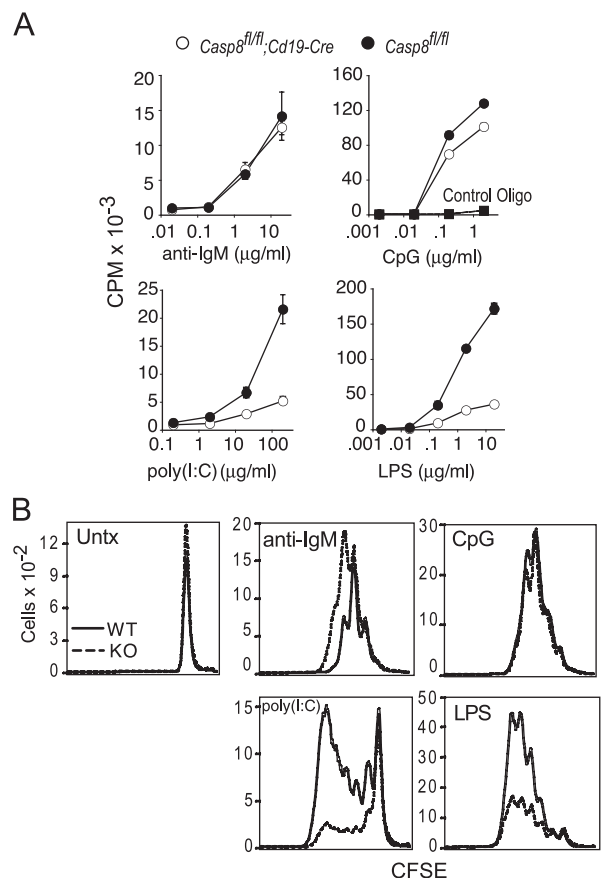 A
Casp8fl/fl;Cd19-Cre Casp8fl/fl
CPM x 10-3
20
15
10
5
0
.01 .1 1 10
anti-IgM (µg/ml)
160
120
80
40
0
Control Oligo
.001 .01 .1 1
CpG (µg/ml)
25
20
15
10
5
0
0.1 1 10 100
poly(I:C) (µg/ml)
200
150
100
50
0
.001 .01 .1 1 10
LPS (µg/ml)
B
Cells x 10-2
Untx
12
9
6
3
0
WT
KO
anti-IgM
20
15
10
5
0
CpG
30
20
10
0
poly(I:C)
15
10
5
0
LPS
50
40
30
20
10
0
CFSE